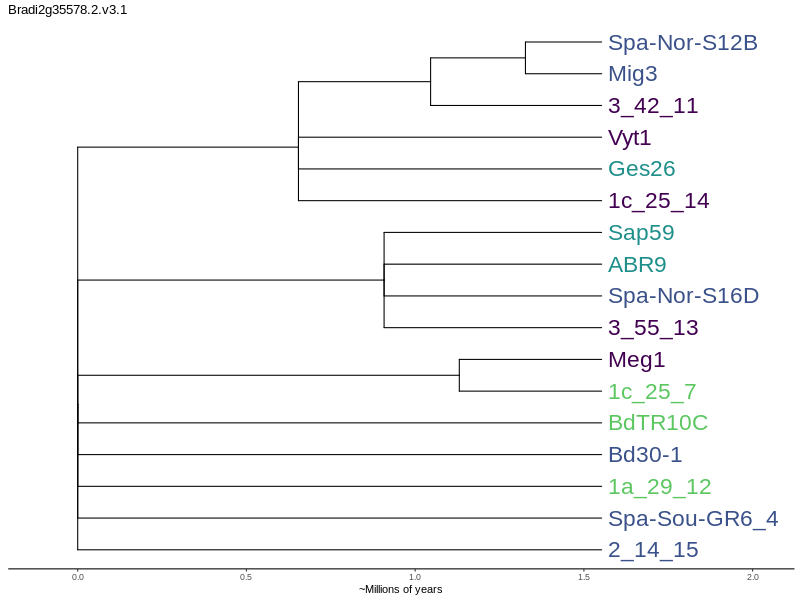 Bradi2g35578.2.v3.1
Spa-Nor-S12B
Mig3
3_42_11
Vyt1
Ges26
1c_25_14
Sap59
ABR9
Spa-Nor-S16D
3_55_13
Meg1
1c_25_7
BdTR10C
Bd30-1
1a_29_12
Spa-Sou-GR6_4
2_14_15
0.0 0.5 1.0 1.5 2.0
~Millions of years